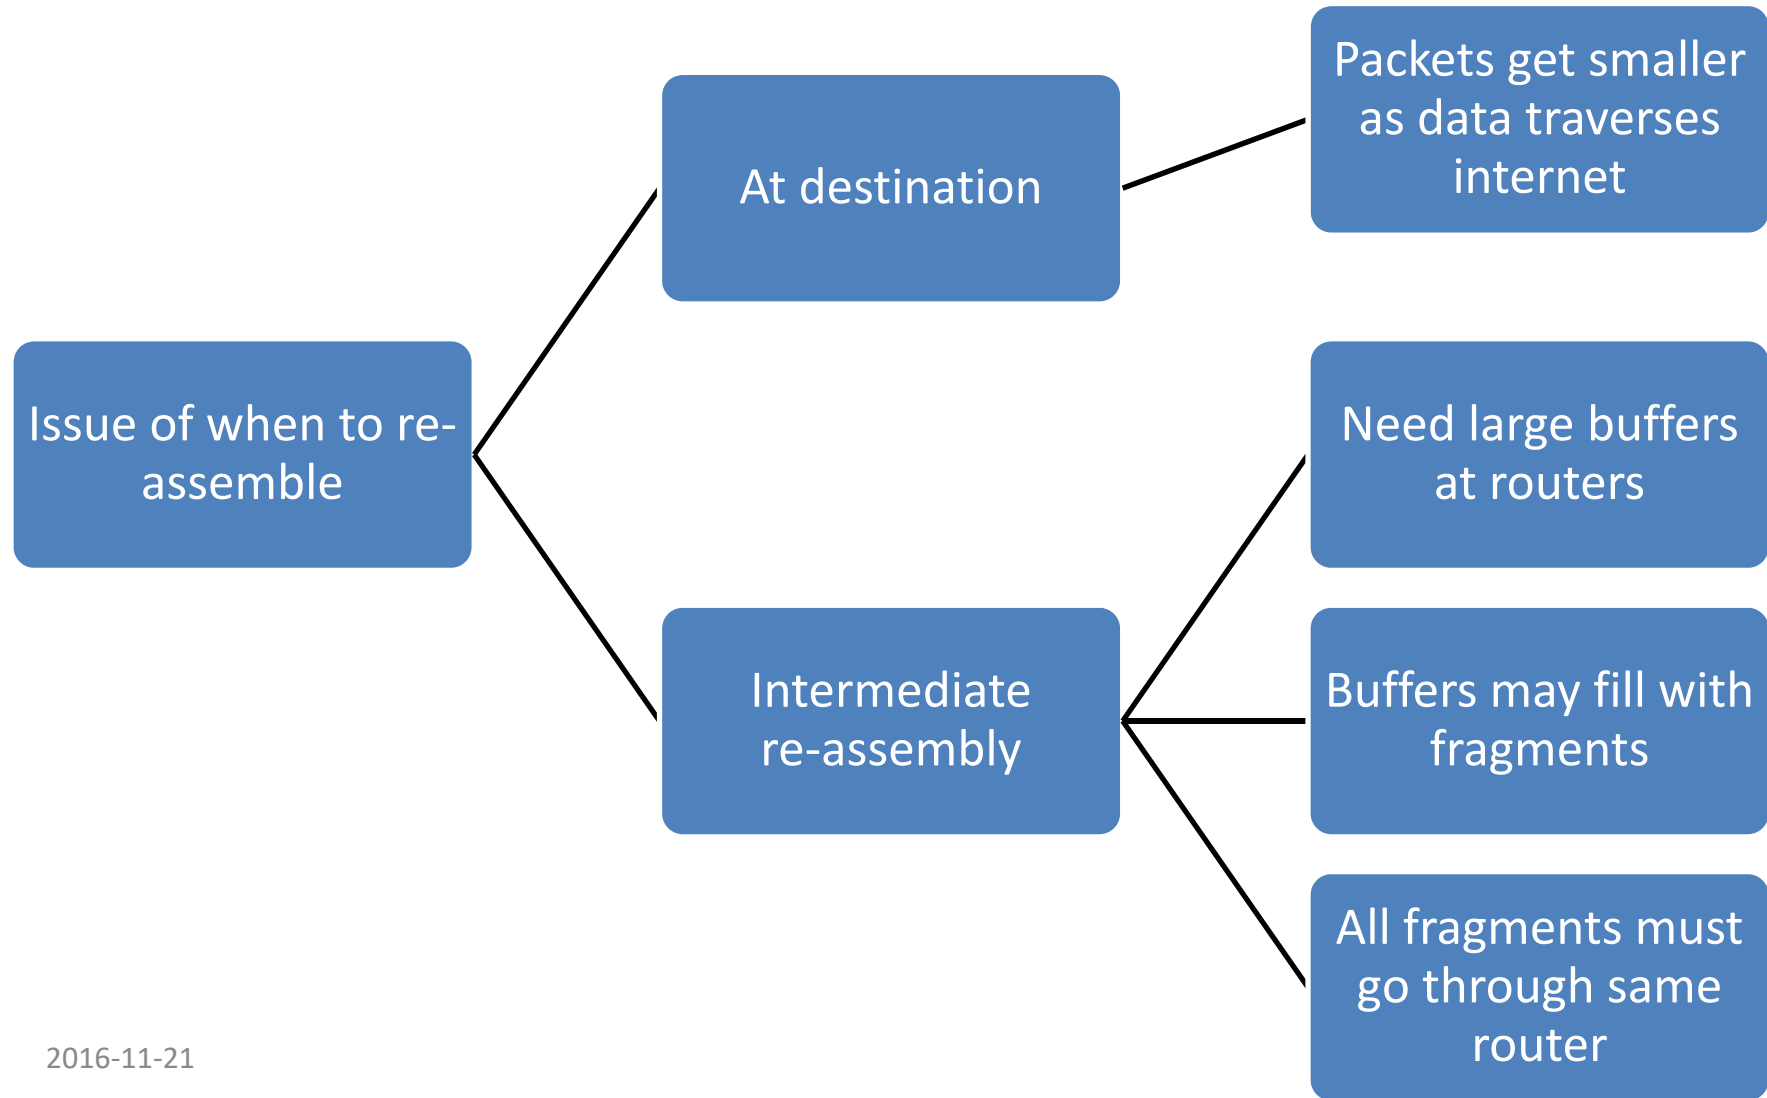 Issue of when to re-
assemble
At destination
Packets get smaller
as data traverses
internet
Intermediate
re-assembly
Need large buffers
at routers
Buffers may fill with
fragments
All fragments must
go through same
router
2016-11-21